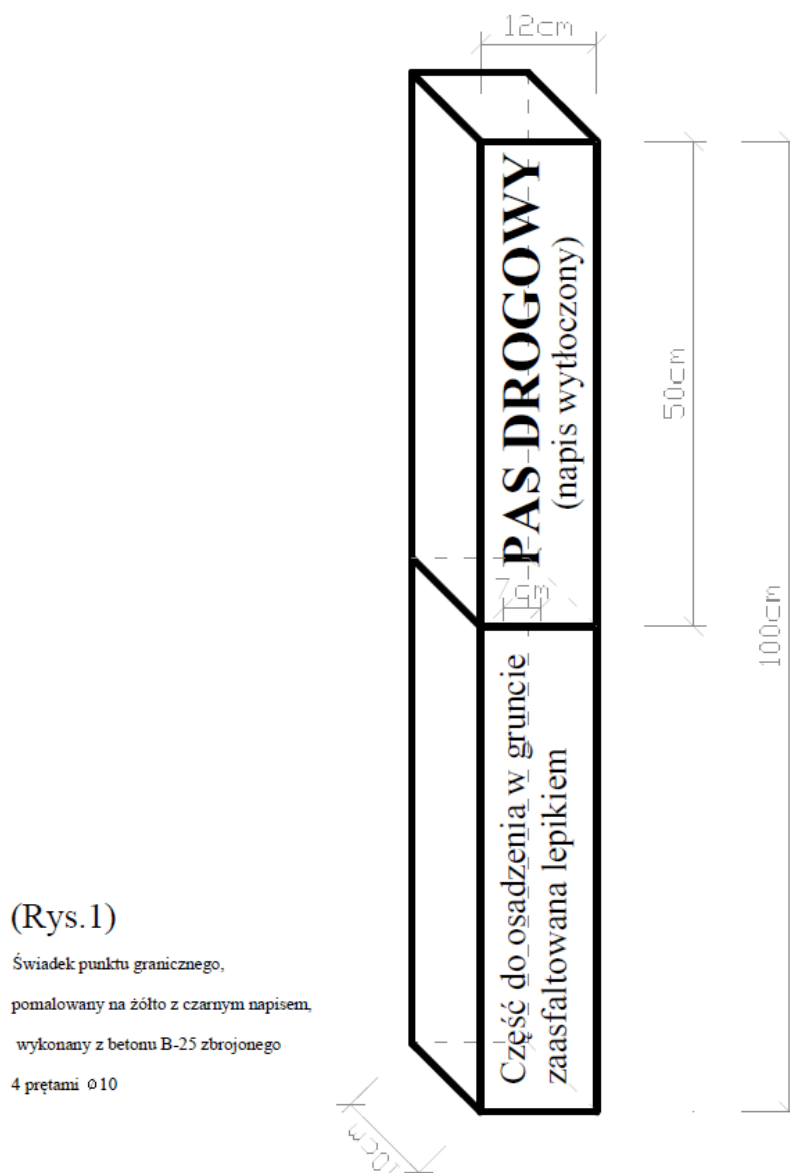 12cm
PAS DROGOWY
(napis wytłoczony)
50cm
100cm
7cm
Część do osadzenia w gruncie
zaasfaltowana lepikiem
(Rys.1)
Świadek punktu granicznego,
pomalowany na żółto z czarnym napisem,
wykonany z betonu B-25 zbrojonego
4 prętami ⌀10
10cm